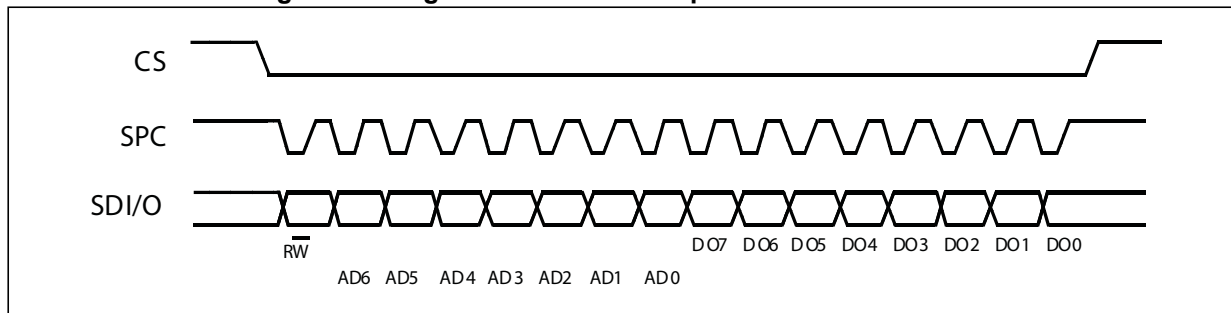 CS
SPC
SDI/O
RW
DO7 DO6 DO5 DO4 DO3 DO2 DO1 DO0
AD6 AD5 AD4 AD3 AD2 AD1 AD0